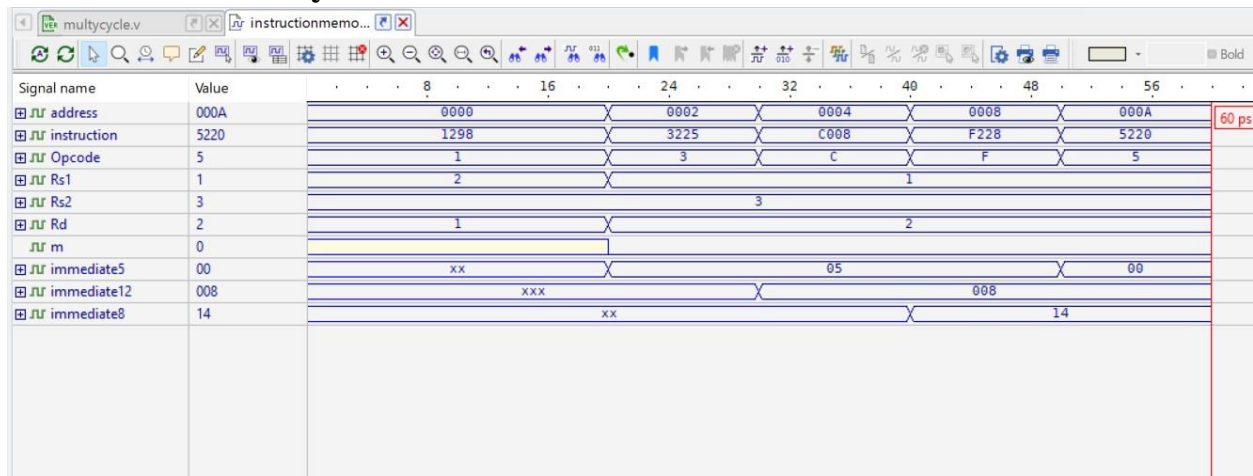 multycycle.v instructionmemo...
Bold
Signal name Value 8 16 24 32 40 48 56
address 000A 0000 0002 0004 0008 000A
60 ps
instruction 5220 1298 3225 C008 F228 5220
Opcode 5 1 3 C F 5
Rs1 1 2 1
Rs2 3 3
Rd 2 1 2
m 0
immediate5 00 xx 05 00
immediate12 008 xxx 008
immediate8 14 xx 14